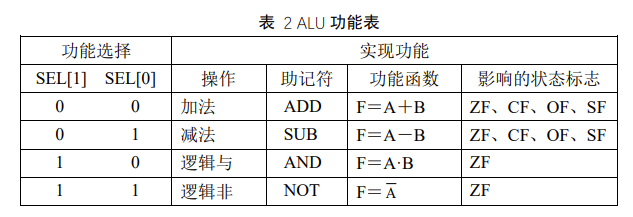 表 2 ALU 功能表
功能选择 实现功能
SEL[1] SEL[0] 操作 助记符 功能函数 影响的状态标志
0 0 加法 ADD F＝A＋B ZF、CF、OF、SF
0 1 减法 SUB F＝A－B ZF、CF、OF、SF
1 0 逻辑与 AND F＝A·B ZF
1 1 逻辑非 NOT F＝A̅ ZF